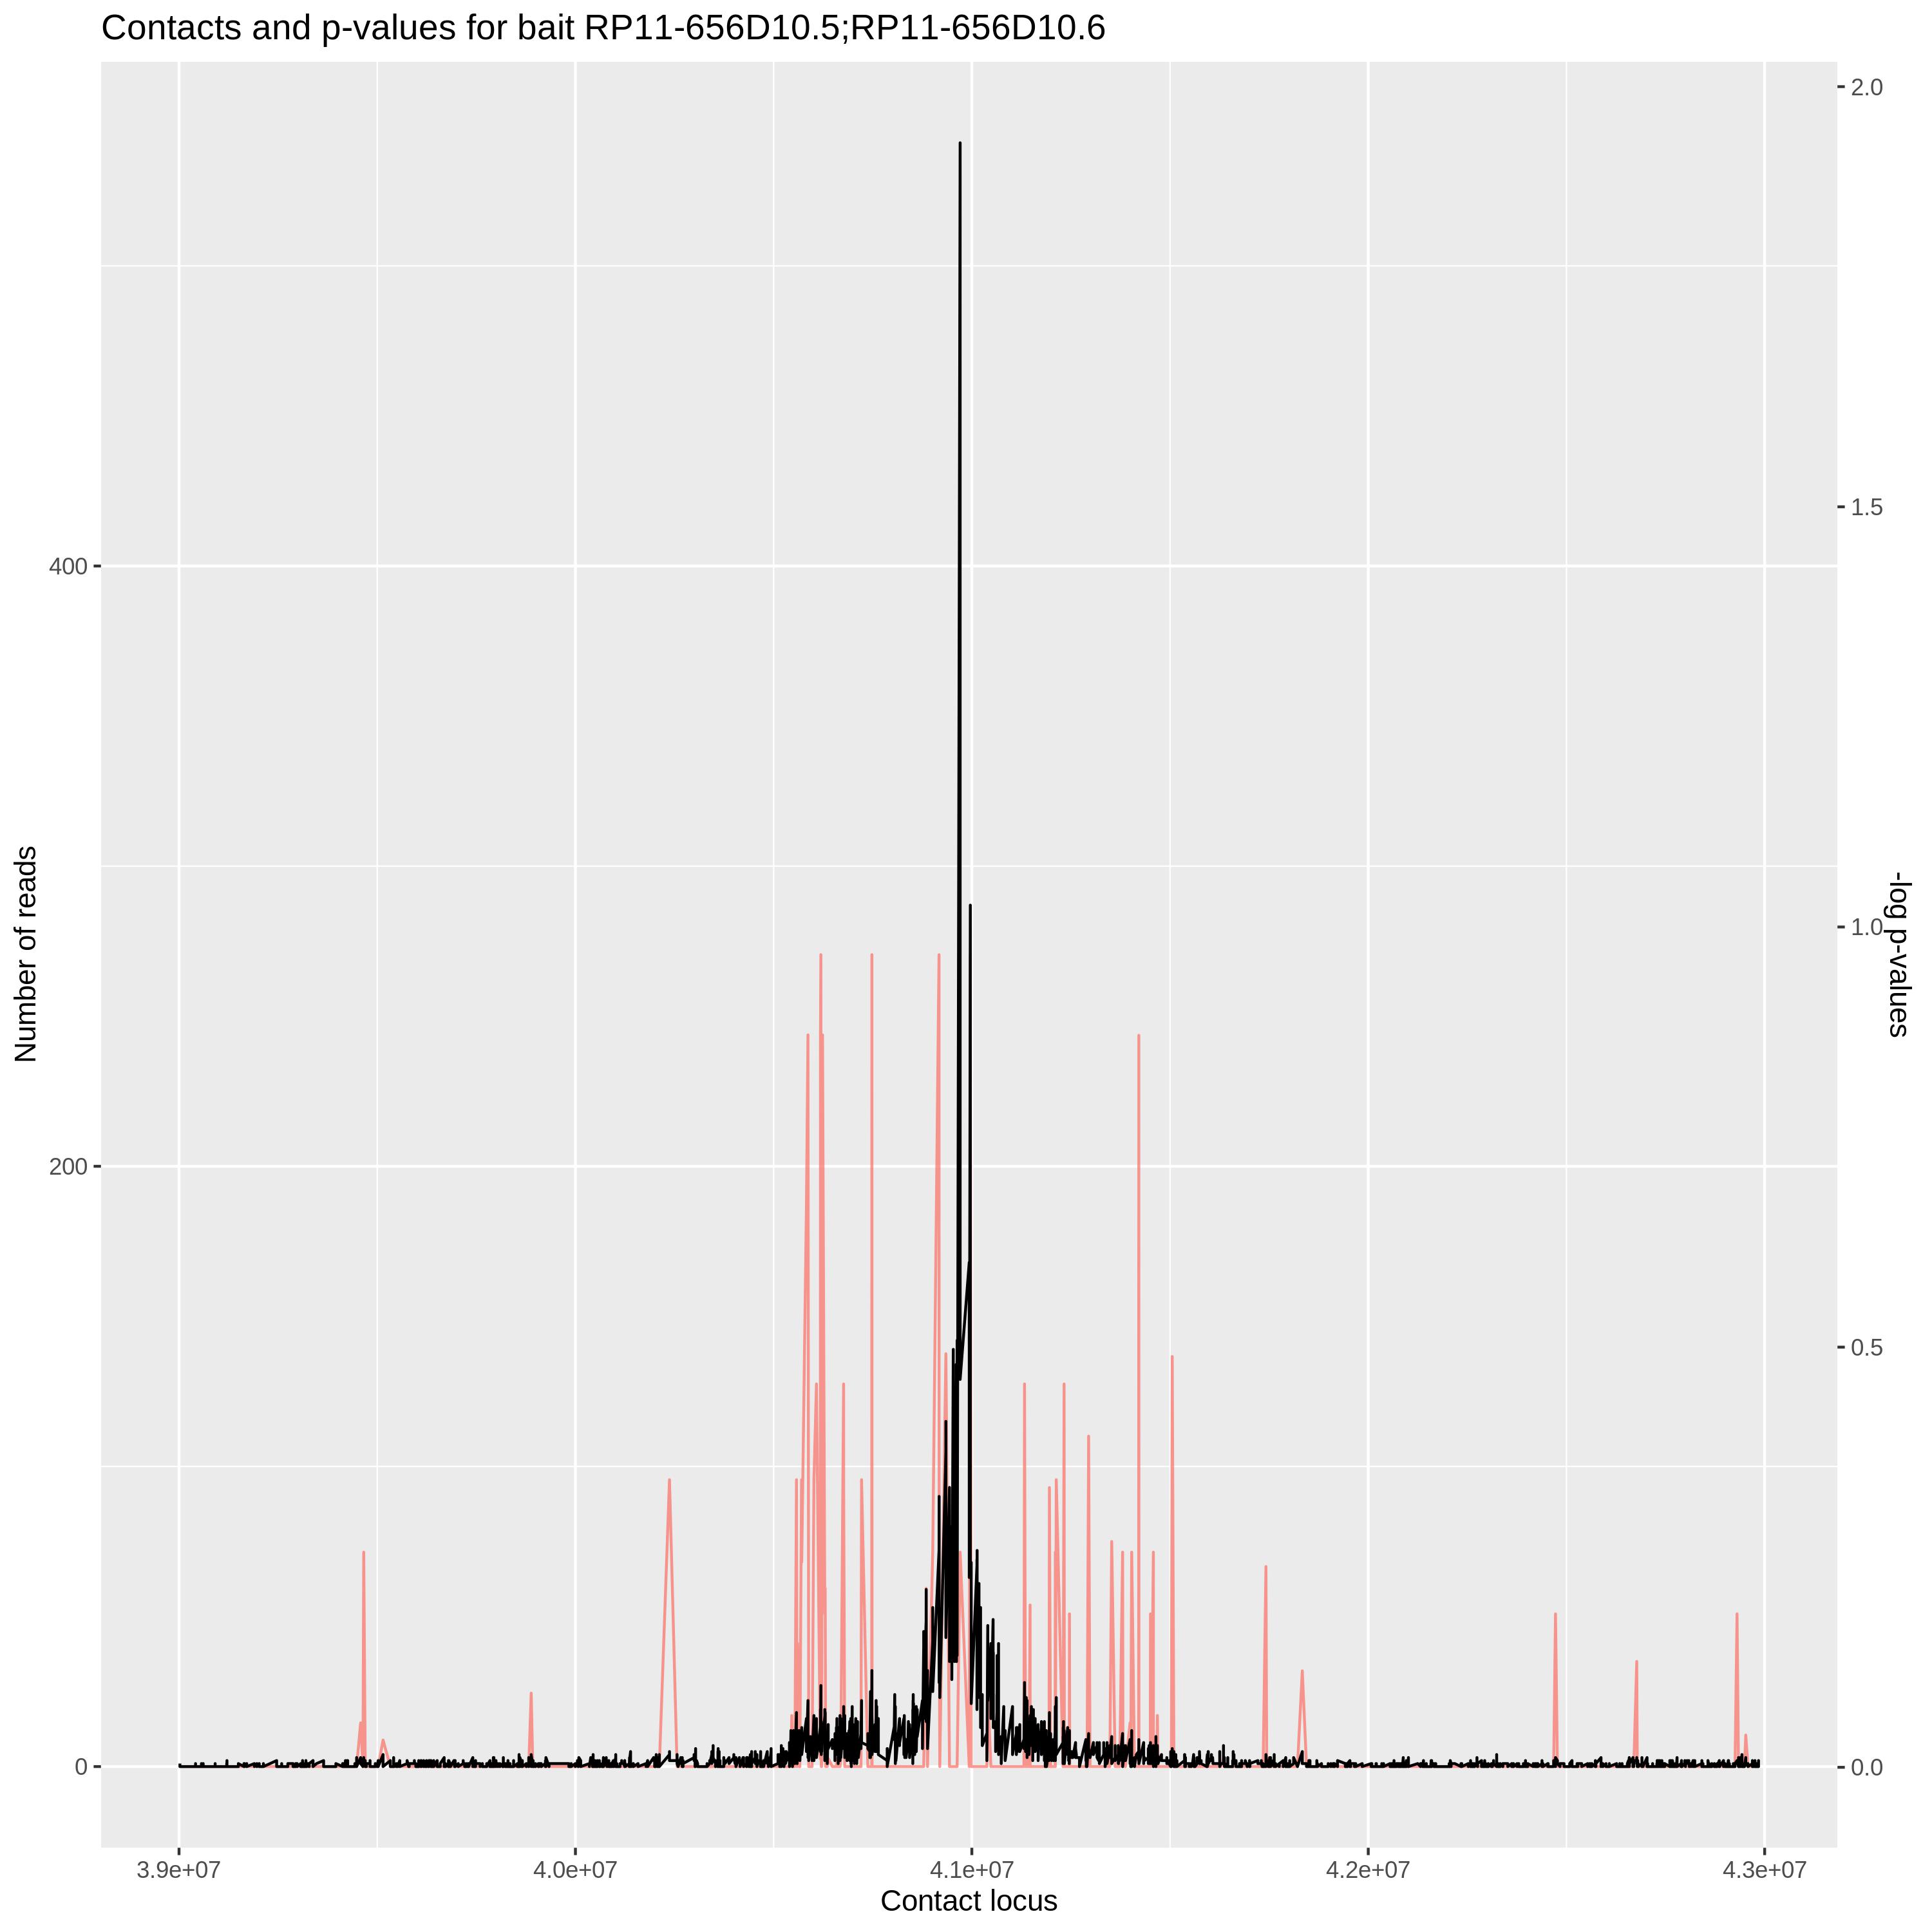 Contacts and p-values for bait RP11-656D10.5;RP11-656D10.6
2.0
1.5
400
1.0
Number of reads
-log p-values
200
0.5
0
0.0
3.9e+07 4.0e+07 4.1e+07 4.2e+07 4.3e+07
Contact locus